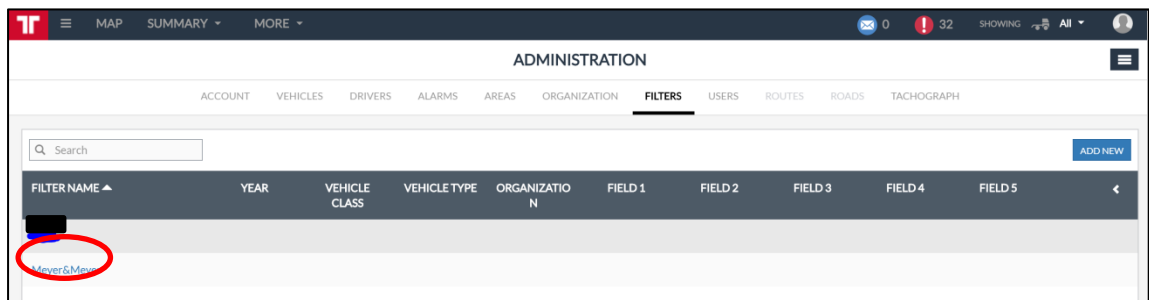 MAP SUMMARY MORE 0 32 SHOWING All
ADMINISTRATION
ACCOUNT VEHICLES DRIVERS ALARMS AREAS ORGANIZATION FILTERS USERS ROUTES ROADS TACHOGRAPH
Search ADD NEW
FILTER NAME YEAR VEHICLE CLASS VEHICLE TYPE ORGANIZATIO N FIELD 1 FIELD 2 FIELD 3 FIELD 4 FIELD 5
Meyer&Meyer